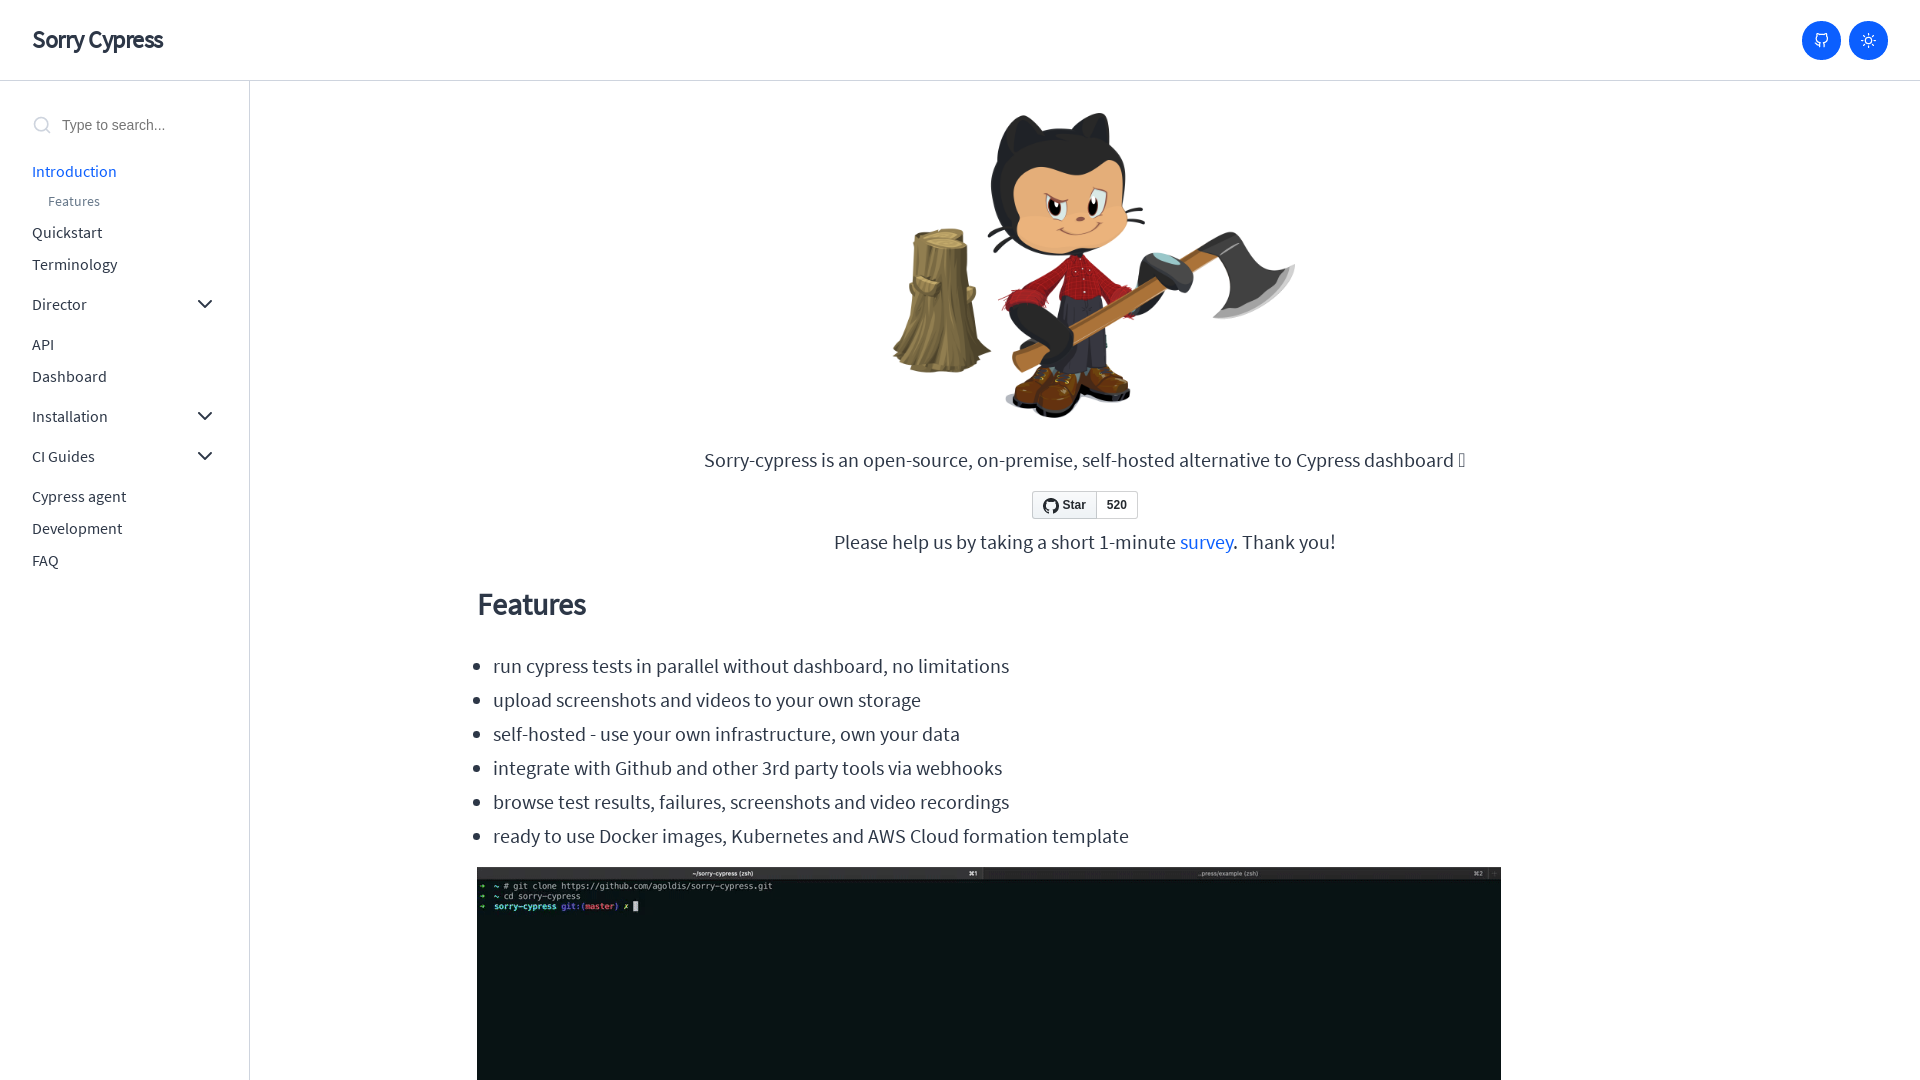 Sorry Cypress
Type to search...
Introduction
Features
Quickstart
Terminology
Director
API
Dashboard
Installation
CI Guides
Cypress agent
Development
FAQ
Sorry-cypress is an open-source, on-premise, self-hosted alternative to Cypress dashboard
Star 520
Please help us by taking a short 1-minute survey. Thank you!
Features
run cypress tests in parallel without dashboard, no limitations
upload screenshots and videos to your own storage
self-hosted - use your own infrastructure, own your data
integrate with Github and other 3rd party tools via webhooks
browse test results, failures, screenshots and video recordings
ready to use Docker images, Kubernetes and AWS Cloud formation template
~/sorry-cypress (zsh) ⌘1 ..press/example (zsh) ⌘2
➜ ~ # git clone https://github.com/agoldis/sorry-cypress.git
➜ ~ cd sorry-cypress
➜ sorry-cypress git:(master) ✗